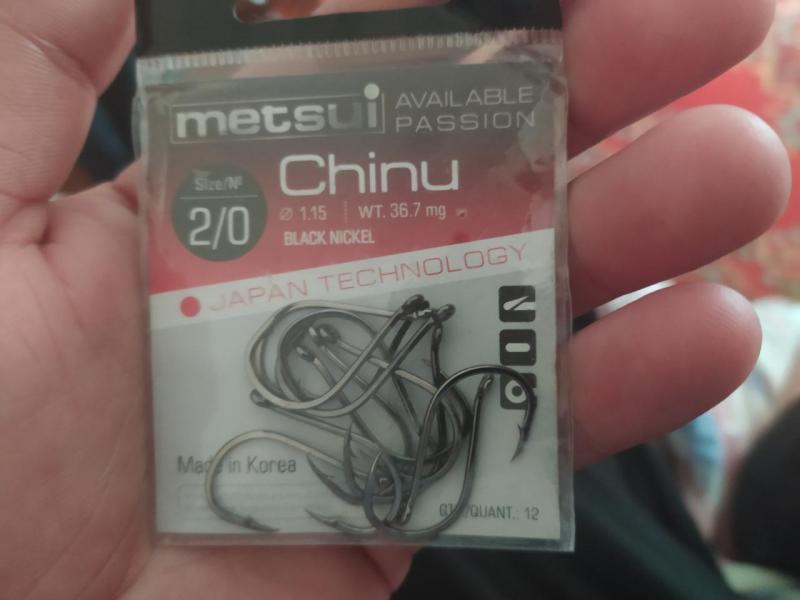 metsui
AVAILABLE
PASSION
Chinu
Size/Nº
2/0
Ø 1.15
WT. 36.7 mg
BLACK NICKEL
JAPAN TECHNOLOGY
Made in Korea
QTY/QUANT.: 12